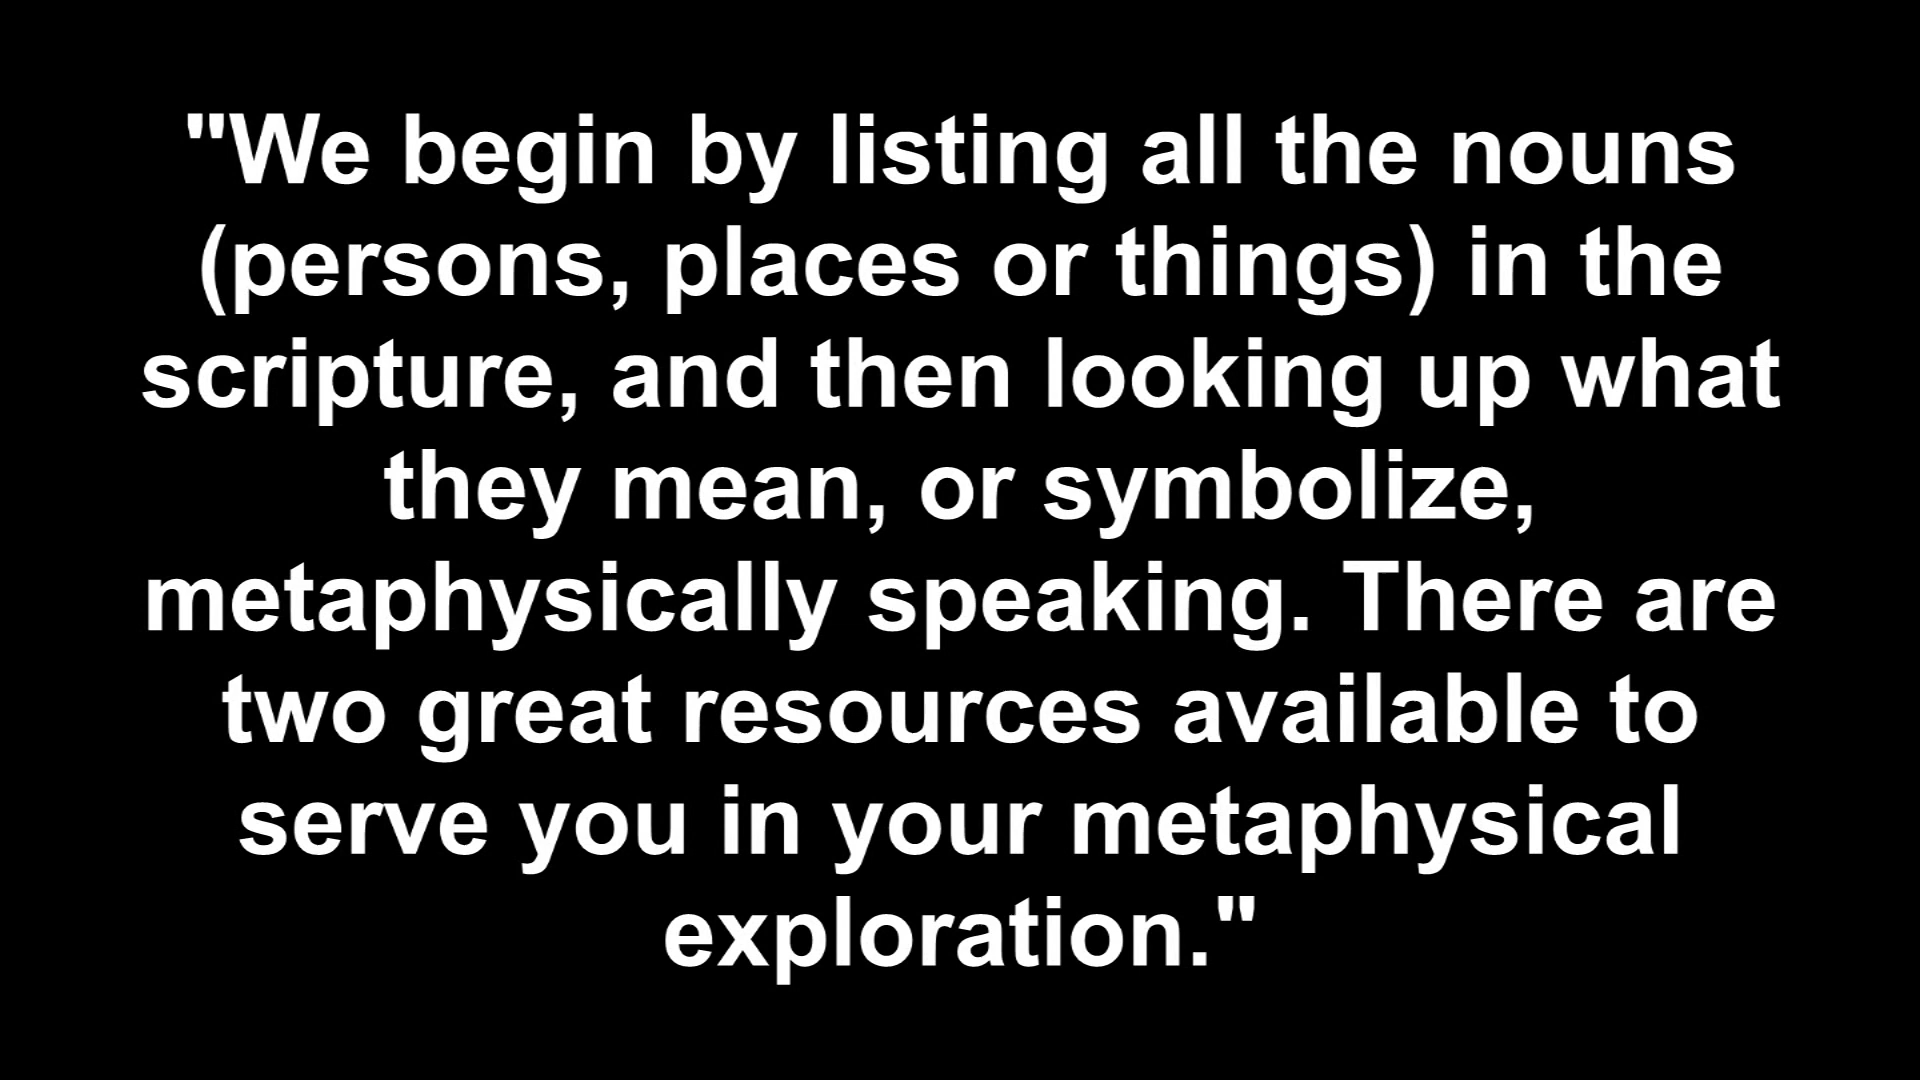 "We begin by listing all the nouns
(persons, places or things) in the
scripture, and then looking up what
they mean, or symbolize,
metaphysically speaking. There are
two great resources available to
serve you in your metaphysical
exploration."